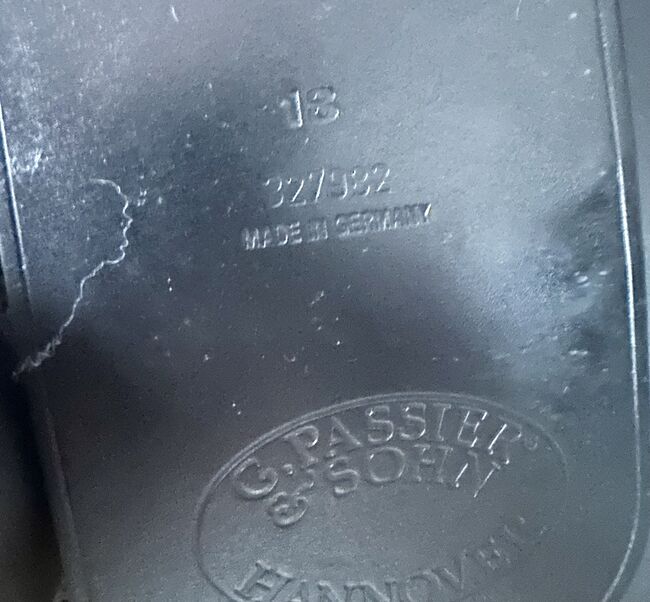 18
327982
MADE IN GERMANY
G. PASSIER
& SOHN
HANNOVER